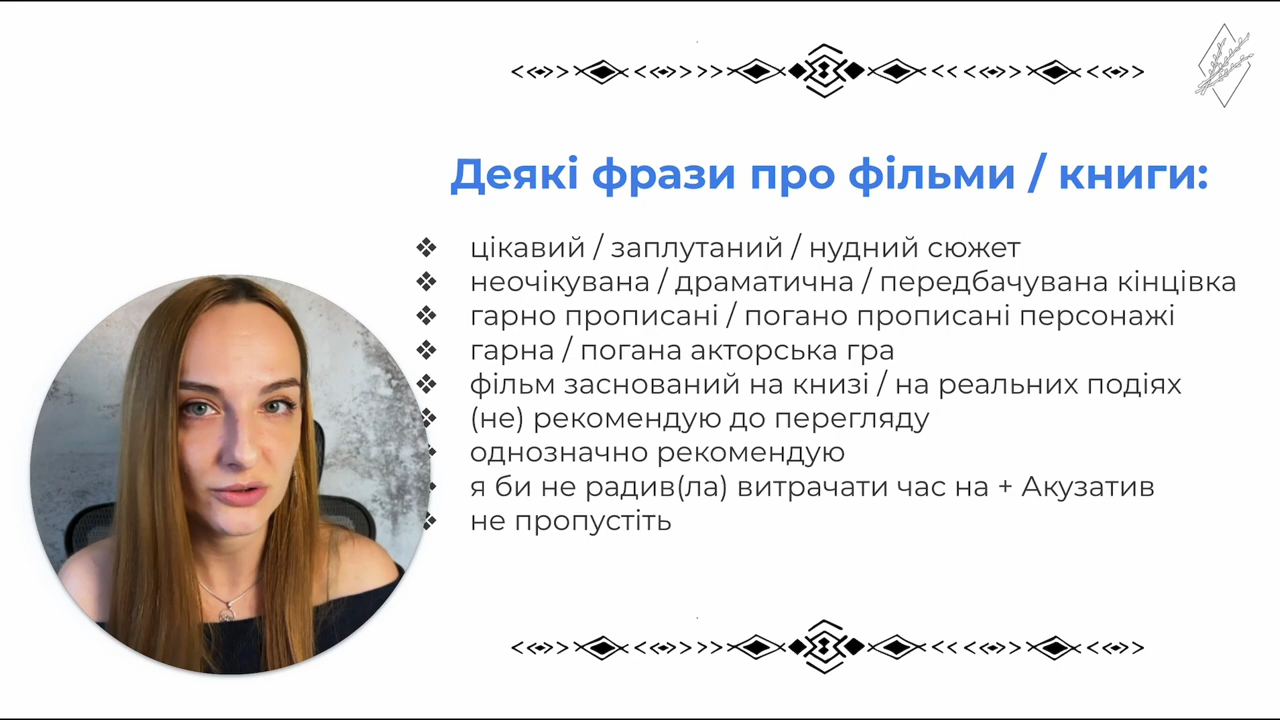 Деякі фрази про фільми / книги:
❖ цікавий / заплутаний / нудний сюжет
❖ неочікувана / драматична / передбачувана кінцівка
❖ гарно прописані / погано прописані персонажі
❖ гарна / погана акторська гра
❖ фільм заснований на книзі / на реальних подіях
❖ (не) рекомендую до перегляду
❖ однозначно рекомендую
❖ я би не радив(ла) витрачати час на + Акузатив
❖ не пропустіть